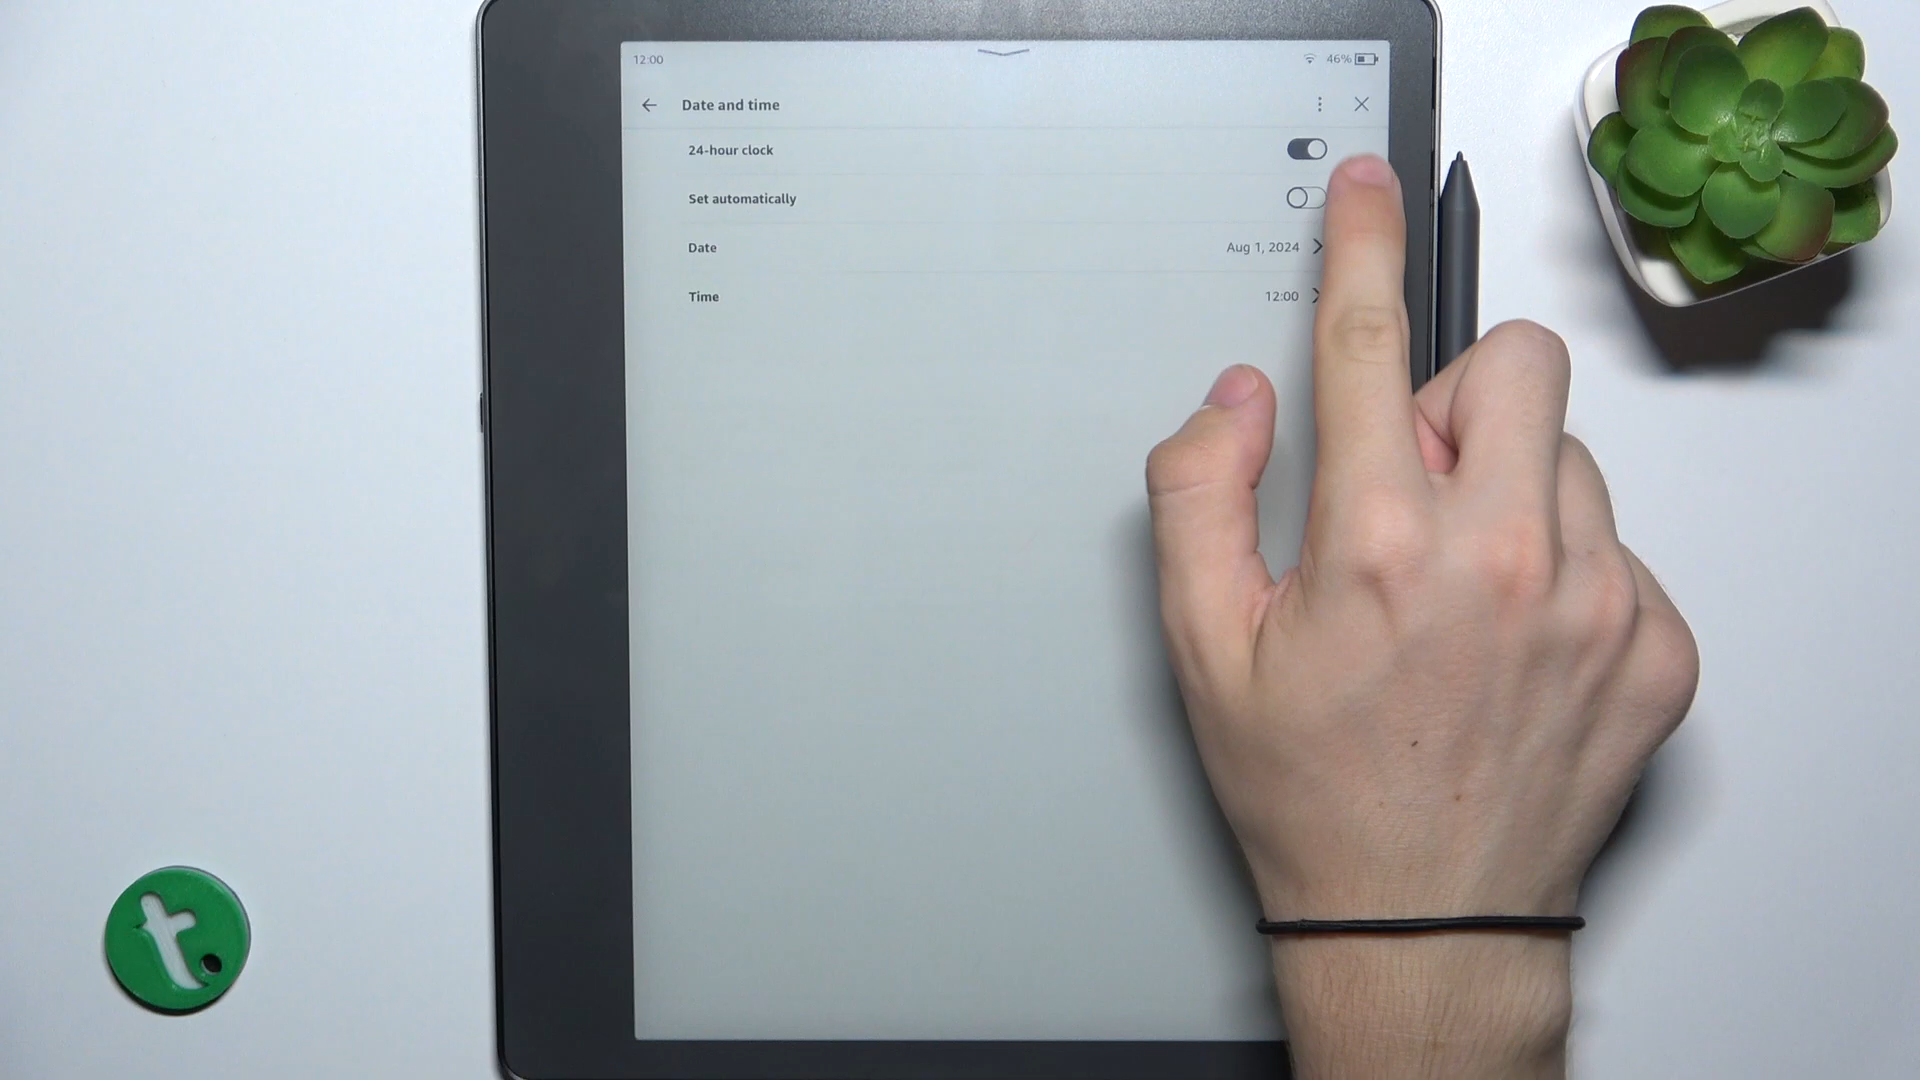 12:00 46%
Date and time
24-hour clock
Set automatically
Date Aug 1, 2024
Time 12:00
t.